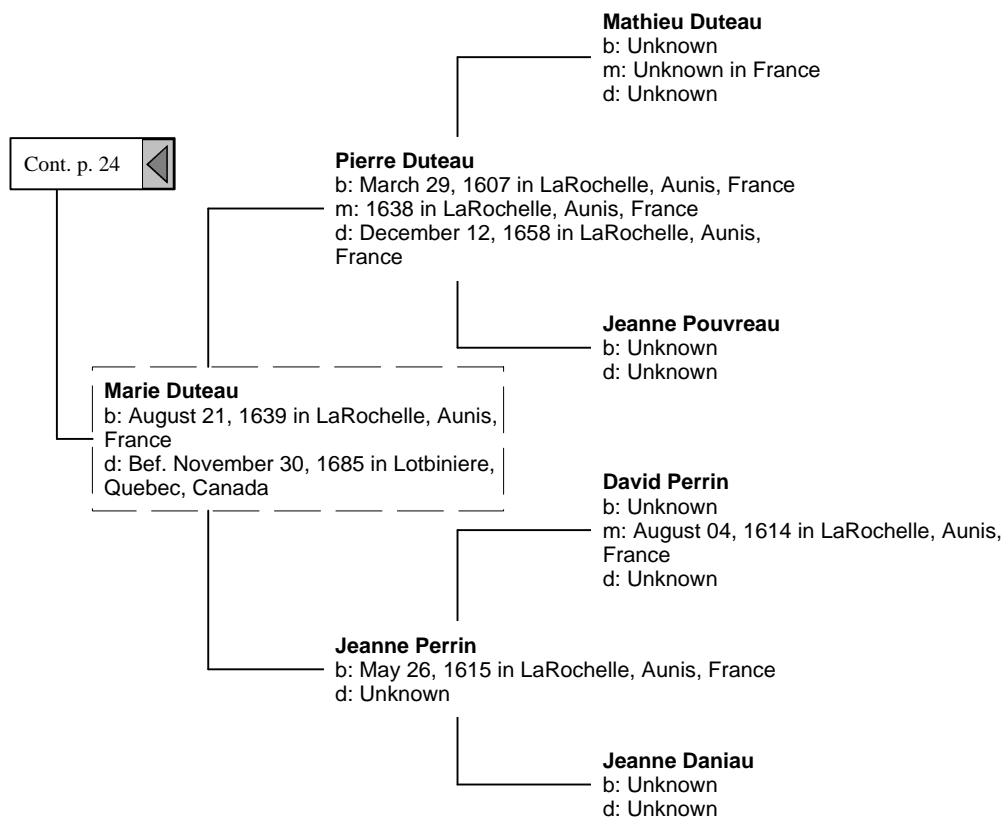 Mathieu Duteau
b: Unknown
m: Unknown in France
d: Unknown
Cont. p. 24
Pierre Duteau
b: March 29, 1607 in LaRochelle, Aunis, France
m: 1638 in LaRochelle, Aunis, France
d: December 12, 1658 in LaRochelle, Aunis,
France
Jeanne Pouvreau
b: Unknown
d: Unknown
Marie Duteau
b: August 21, 1639 in LaRochelle, Aunis,
France
d: Bef. November 30, 1685 in Lotbiniere,
Quebec, Canada
David Perrin
b: Unknown
m: August 04, 1614 in LaRochelle, Aunis,
France
d: Unknown
Jeanne Perrin
b: May 26, 1615 in LaRochelle, Aunis, France
d: Unknown
Jeanne Daniau
b: Unknown
d: Unknown